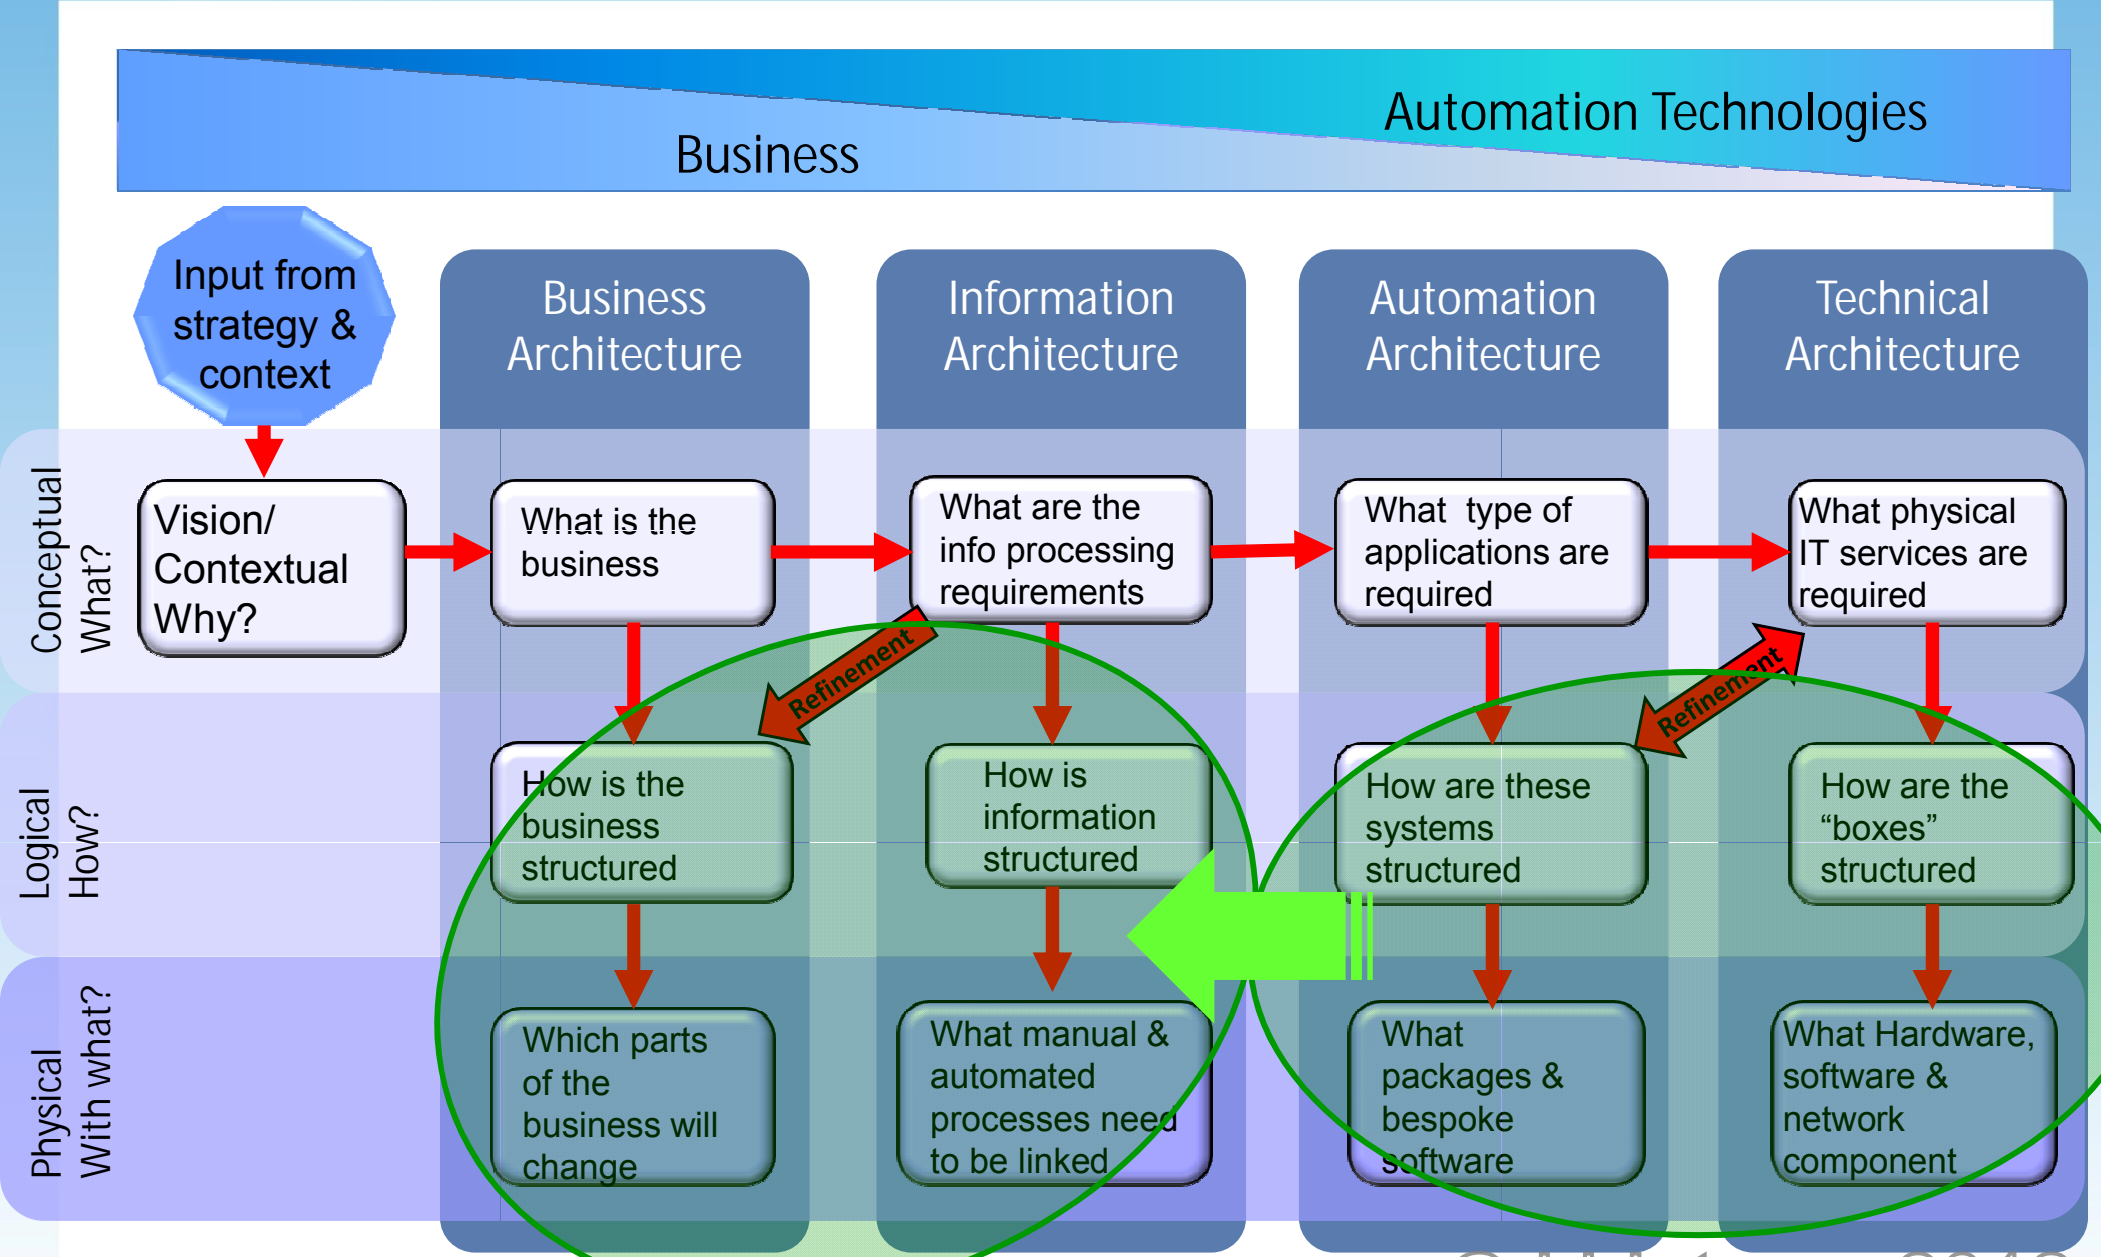 Automation Technologies
Business
Input from
strategy &
context
Business
Architecture
Information
Architecture
Automation
Architecture
Technical
Architecture
Conceptual
What?
Vision/
Contextual
Why?
What is the
business
What are the
info processing
requirements
What type of
applications are
required
What physical
IT services are
required
Refinement
Refinement
Logical
How?
How is the
business
structured
How is
information
structured
How are these
systems
structured
How are the
“boxes”
structured
Physical
With what?
Which parts
of the
business will
change
What manual &
automated
processes need
to be linked
What
packages &
bespoke
software
What Hardware,
software &
network
component